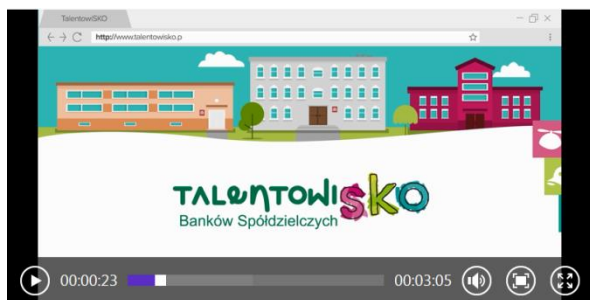 TalentowiSKO
http://www.talentowisko.p
TALENTOWISKO
Banków Spółdzielczych
00:00:23
00:03:05